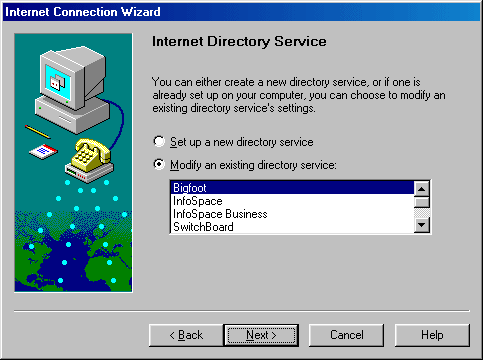 Internet Connection Wizard
Internet Directory Service
You can either create a new directory service, or if one is
already set up on your computer, you can choose to modify an
existing directory service's settings.
Set up a new directory service
Modify an existing directory service:
Bigfoot
InfoSpace
InfoSpace Business
SwitchBoard
< Back
Next >
Cancel
Help